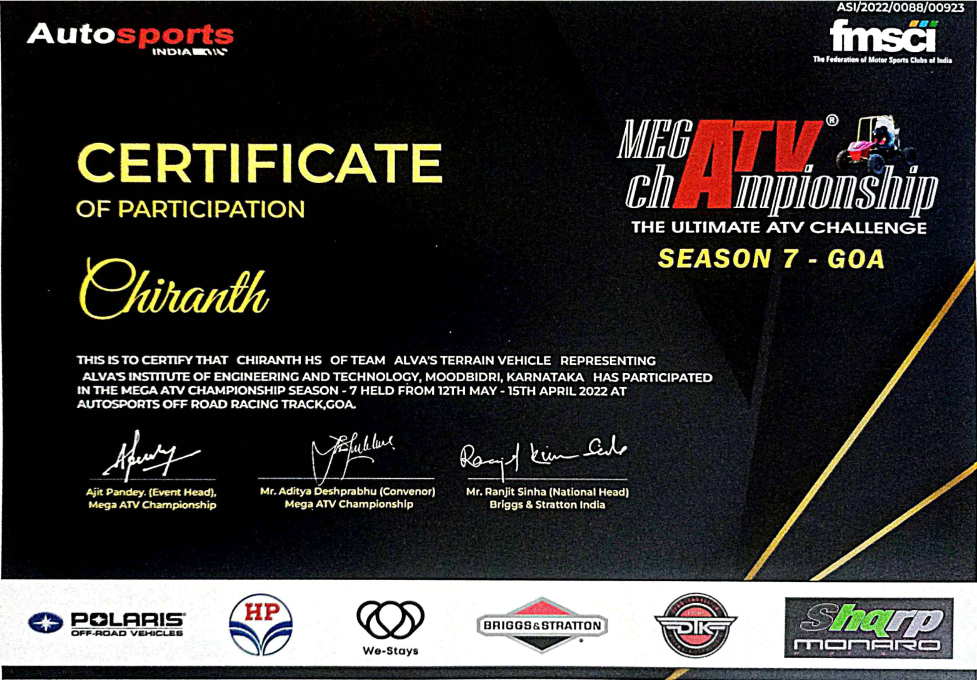 ASI/2022/0088/00923
Autosports
INDIA
fmsci
The Federation of Motor Sports Clubs of India
MEGA ATV ®
chAmpionship
THE ULTIMATE ATV CHALLENGE
SEASON 7 - GOA
CERTIFICATE
OF PARTICIPATION
Chiranth
THIS IS TO CERTIFY THAT CHIRANTH HS OF TEAM ALVA'S TERRAIN VEHICLE REPRESENTING
ALVA'S INSTITUTE OF ENGINEERING AND TECHNOLOGY, MOODBIDRI, KARNATAKA HAS PARTICIPATED
IN THE MEGA ATV CHAMPIONSHIP SEASON - 7 HELD FROM 12TH MAY - 15TH APRIL 2022 AT
AUTOSPORTS OFF ROAD RACING TRACK,GOA.
Ajit Pandey. (Event Head),
Mega ATV Championship
Mr. Aditya Deshprabhu (Convenor)
Mega ATV Championship
Mr. Ranjit Sinha (National Head)
Briggs & Stratton India
POLARIS
OFF-ROAD VEHICLES
HP
We-Stays
BRIGGS & STRATTON
DTK
Sharp
MONARO